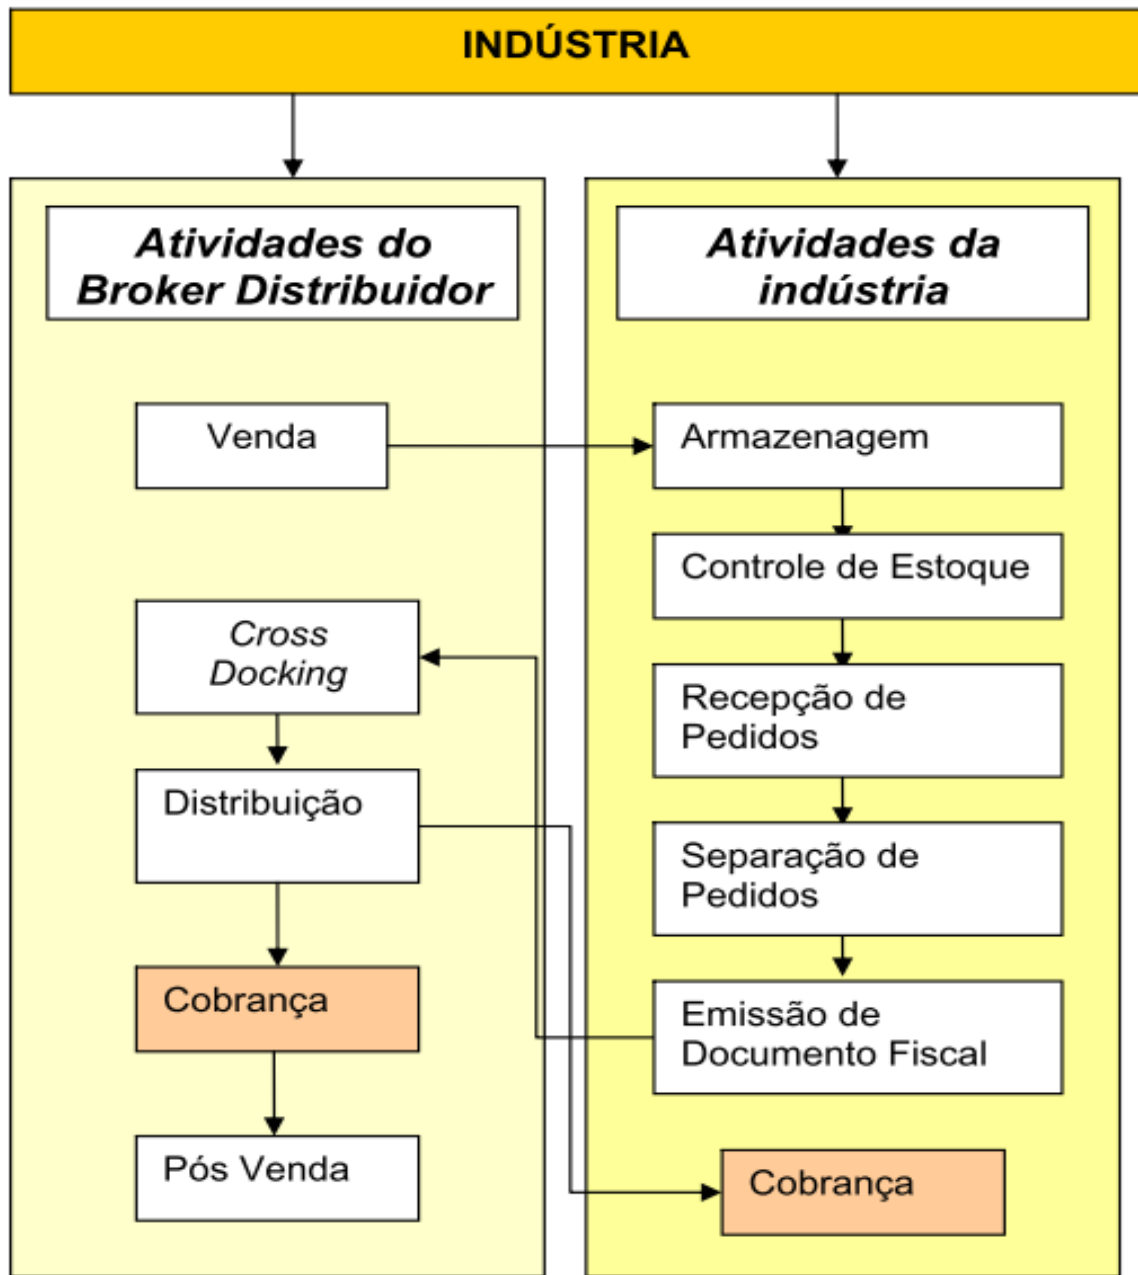 INDÚSTRIA
Atividades do
Broker Distribuidor
Venda
Cross
Docking
Distribuição
Cobrança
Pós Venda
Atividades da
indústria
Armazenagem
Controle de Estoque
Recepção de
Pedidos
Separação de
Pedidos
Emissão de
Documento Fiscal
Cobrança